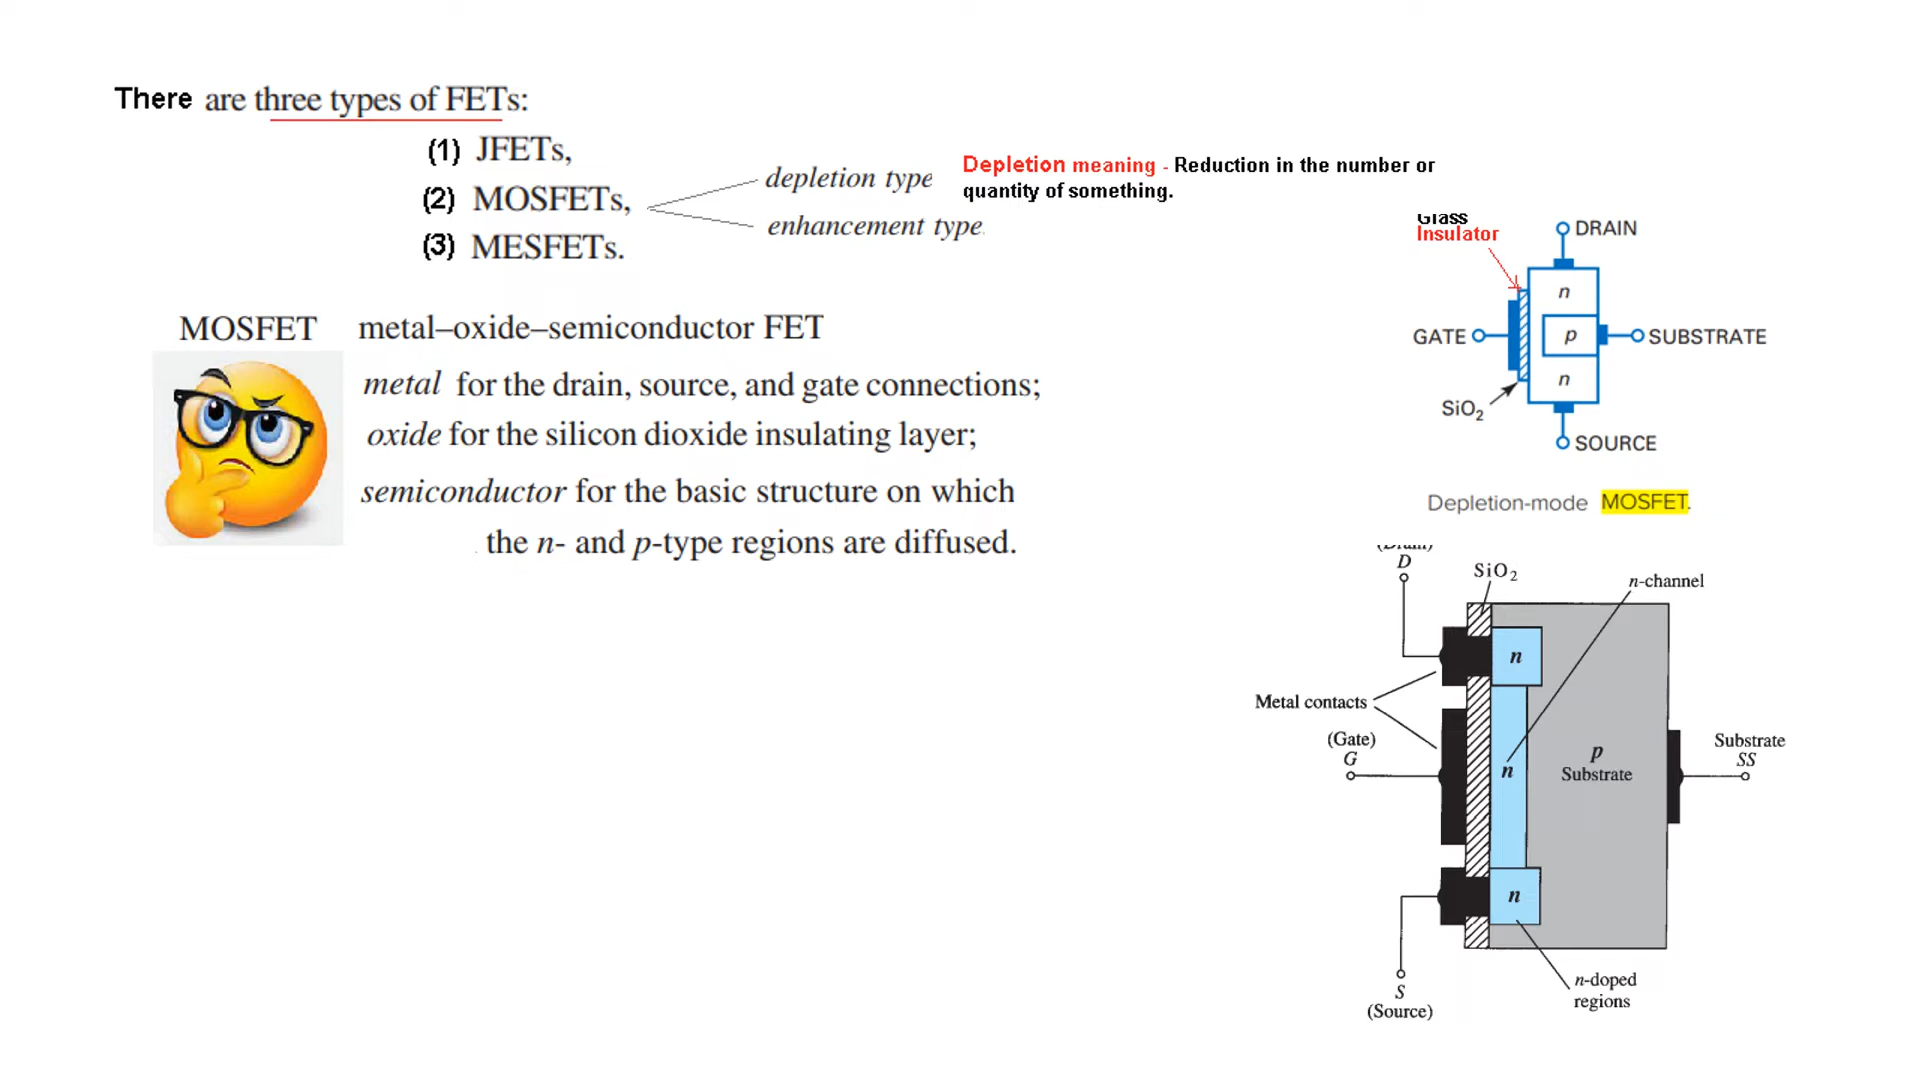 There are three types of FETs:
(1) JFETs,
(2) MOSFETs,
(3) MESFETs.
depletion type
enhancement type
Depletion meaning - Reduction in the number or
quantity of something.
MOSFET metal–oxide–semiconductor FET
metal for the drain, source, and gate connections;
oxide for the silicon dioxide insulating layer;
semiconductor for the basic structure on which
the n- and p-type regions are diffused.
Glass
Insulator
DRAIN
n
GATE
p
SUBSTRATE
n
SiO₂
SOURCE
Depletion-mode MOSFET.
(Drain)
D
SiO₂
n-channel
n
Metal contacts
(Gate)
G
n
p
Substrate
Substrate
SS
n
S
(Source)
n-doped
regions